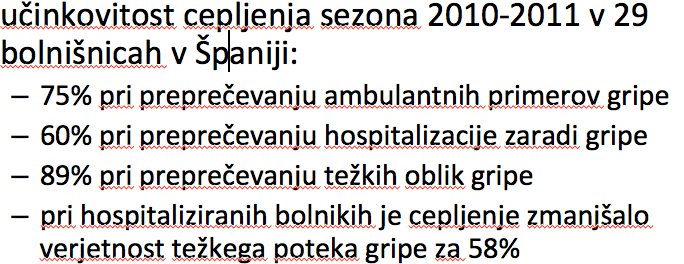 učinkovitost cepljenja sezona 2010-2011 v 29
bolnišnicah v Španiji:
– 75% pri preprečevanju ambulantnih primerov gripe
– 60% pri preprečevanju hospitalizacije zaradi gripe
– 89% pri preprečevanju težkih oblik gripe
– pri hospitaliziranih bolnikih je cepljenje zmanjšalo
verjetnost težkega poteka gripe za 58%